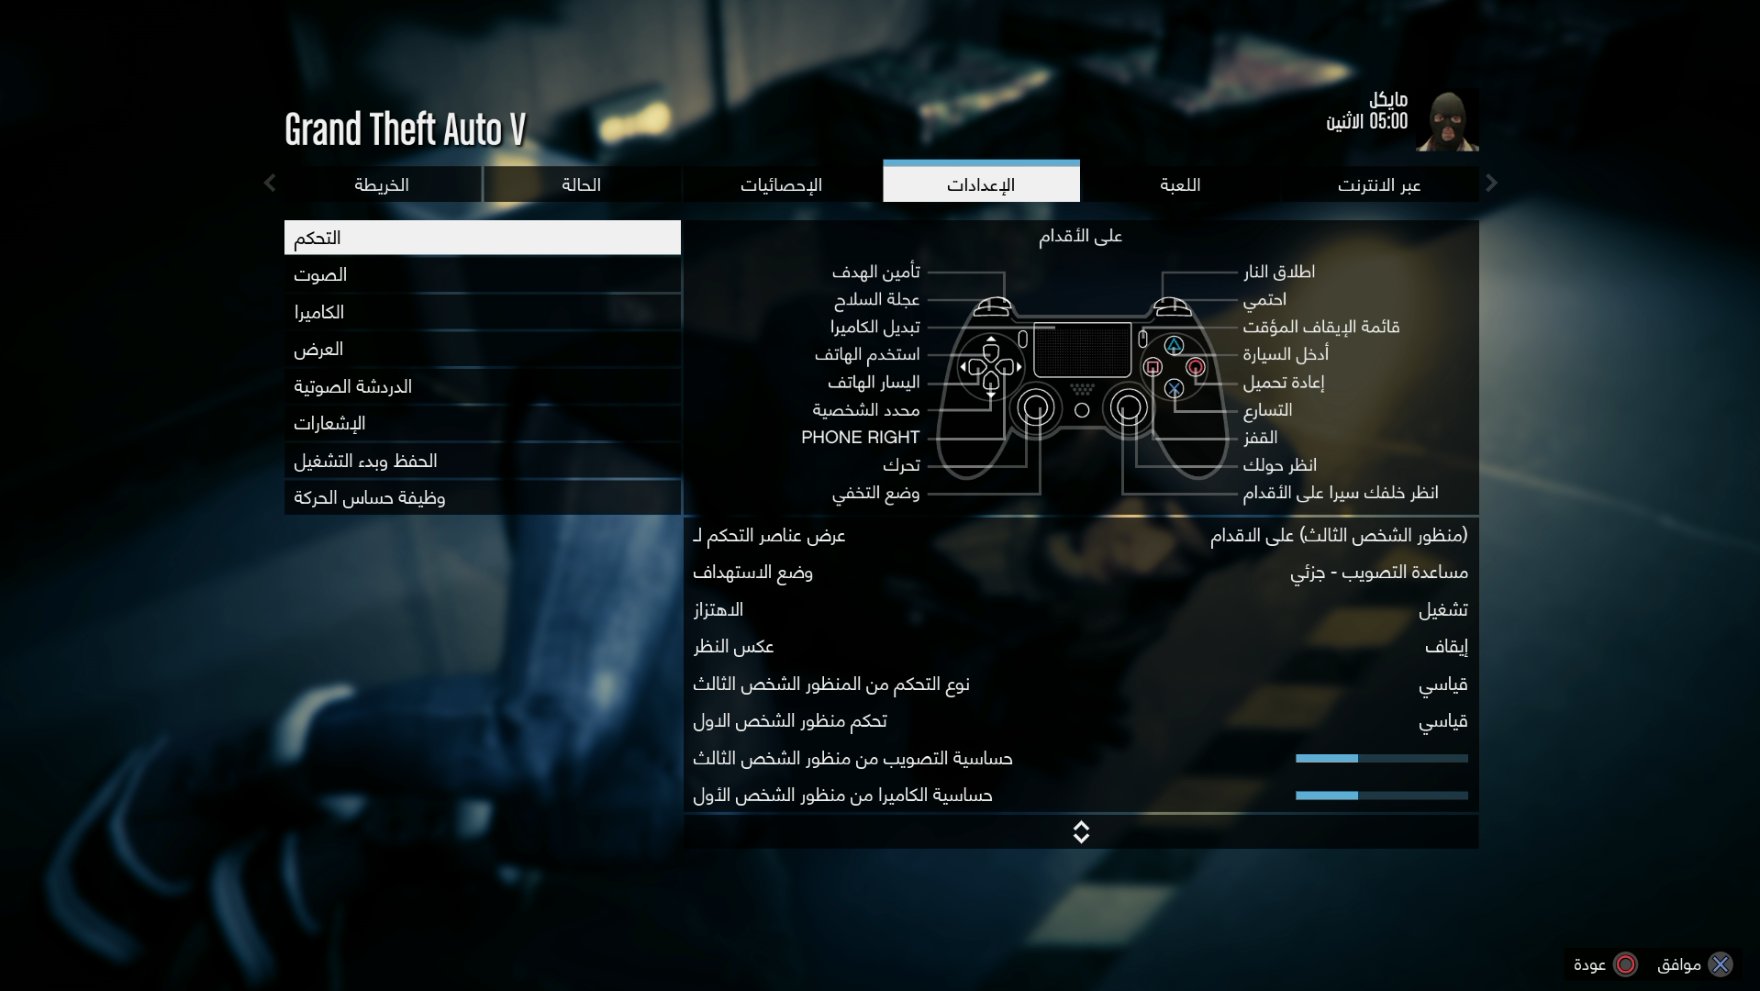 Grand Theft Auto V
مايكل
05:00 الاثنين
الخريطة
الحالة
الإحصائيات
الإعدادات
اللعبة
عبر الانترنت
التحكم
الصوت
الكاميرا
العرض
الدردشة الصوتية
الإشعارات
الحفظ وبدء التشغيل
وظيفة حساس الحركة
على الأقدام
تأمين الهدف
عجلة السلاح
تبديل الكاميرا
استخدم الهاتف
اليسار الهاتف
محدد الشخصية
PHONE RIGHT
تحرك
وضع التخفي
اطلاق النار
احتمي
قائمة الإيقاف المؤقت
أدخل السيارة
إعادة تحميل
التسارع
القفز
انظر حولك
انظر خلفك سيرا على الأقدام
عرض عناصر التحكم لـ
(منظور الشخص الثالث) على الاقدام
وضع الاستهداف
مساعدة التصويب - جزئي
الاهتزاز
تشغيل
عكس النظر
إيقاف
نوع التحكم من المنظور الشخص الثالث
قياسي
تحكم منظور الشخص الاول
قياسي
حساسية التصويب من منظور الشخص الثالث
حساسية الكاميرا من منظور الشخص الأول
موافق
عودة